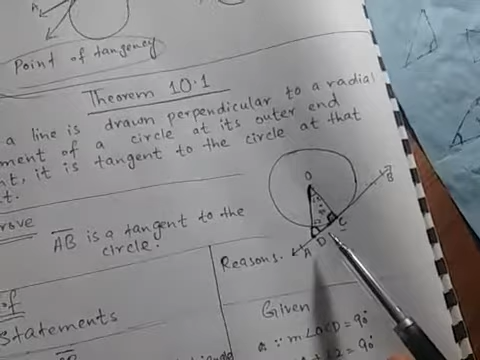 A
Point of tangency
Theorem 10.1
a line is drawn perpendicular to a radial
ment of a circle at its outer end
nt, it is tangent to the circle at that
t.
rove
AB is a tangent to the
circle.
O
B
C
A
D
of
Reasons.
Statements
Given
∵ m∠OCD = 90°